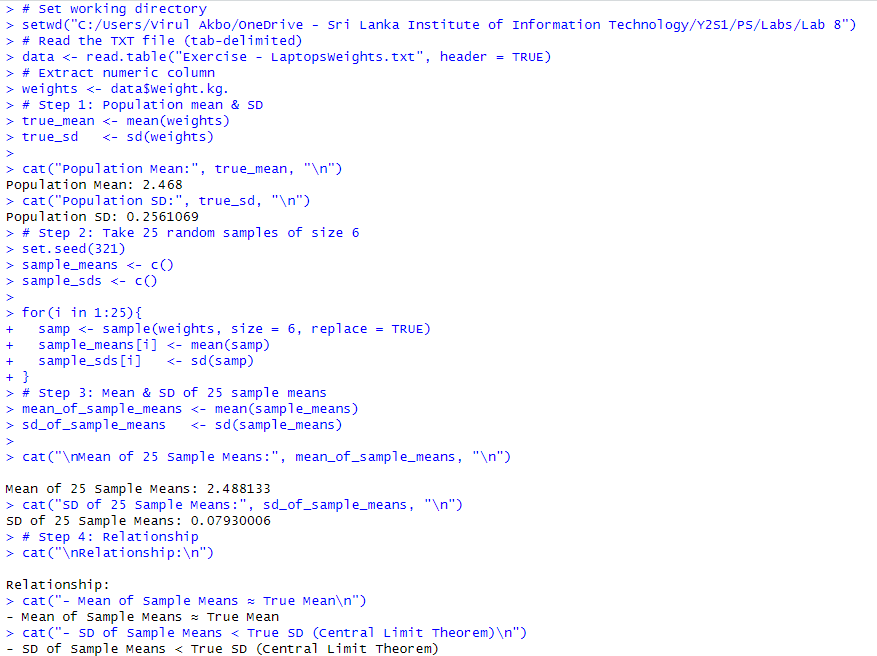 > # Set working directory
> setwd("C:/Users/Virul Akbo/OneDrive - Sri Lanka Institute of Information Technology/Y2S1/PS/Labs/Lab 8")
> # Read the TXT file (tab-delimited)
> data <- read.table("Exercise - LaptopsWeights.txt", header = TRUE)
> # Extract numeric column
> weights <- data$Weight.kg.
> # Step 1: Population mean & SD
> true_mean <- mean(weights)
> true_sd   <- sd(weights)
>
> cat("Population Mean:", true_mean, "\n")
Population Mean: 2.468
> cat("Population SD:", true_sd, "\n")
Population SD: 0.2561069
> # Step 2: Take 25 random samples of size 6
> set.seed(321)
> sample_means <- c()
> sample_sds <- c()
>
> for(i in 1:25){
+   samp <- sample(weights, size = 6, replace = TRUE)
+   sample_means[i] <- mean(samp)
+   sample_sds[i]   <- sd(samp)
+ }
> # Step 3: Mean & SD of 25 sample means
> mean_of_sample_means <- mean(sample_means)
> sd_of_sample_means   <- sd(sample_means)
>
> cat("\nMean of 25 Sample Means:", mean_of_sample_means, "\n")

Mean of 25 Sample Means: 2.488133
> cat("SD of 25 Sample Means:", sd_of_sample_means, "\n")
SD of 25 Sample Means: 0.07930006
> # Step 4: Relationship
> cat("\nRelationship:\n")

Relationship:
> cat("- Mean of Sample Means ≈ True Mean\n")
- Mean of Sample Means ≈ True Mean
> cat("- SD of Sample Means < True SD (Central Limit Theorem)\n")
- SD of Sample Means < True SD (Central Limit Theorem)